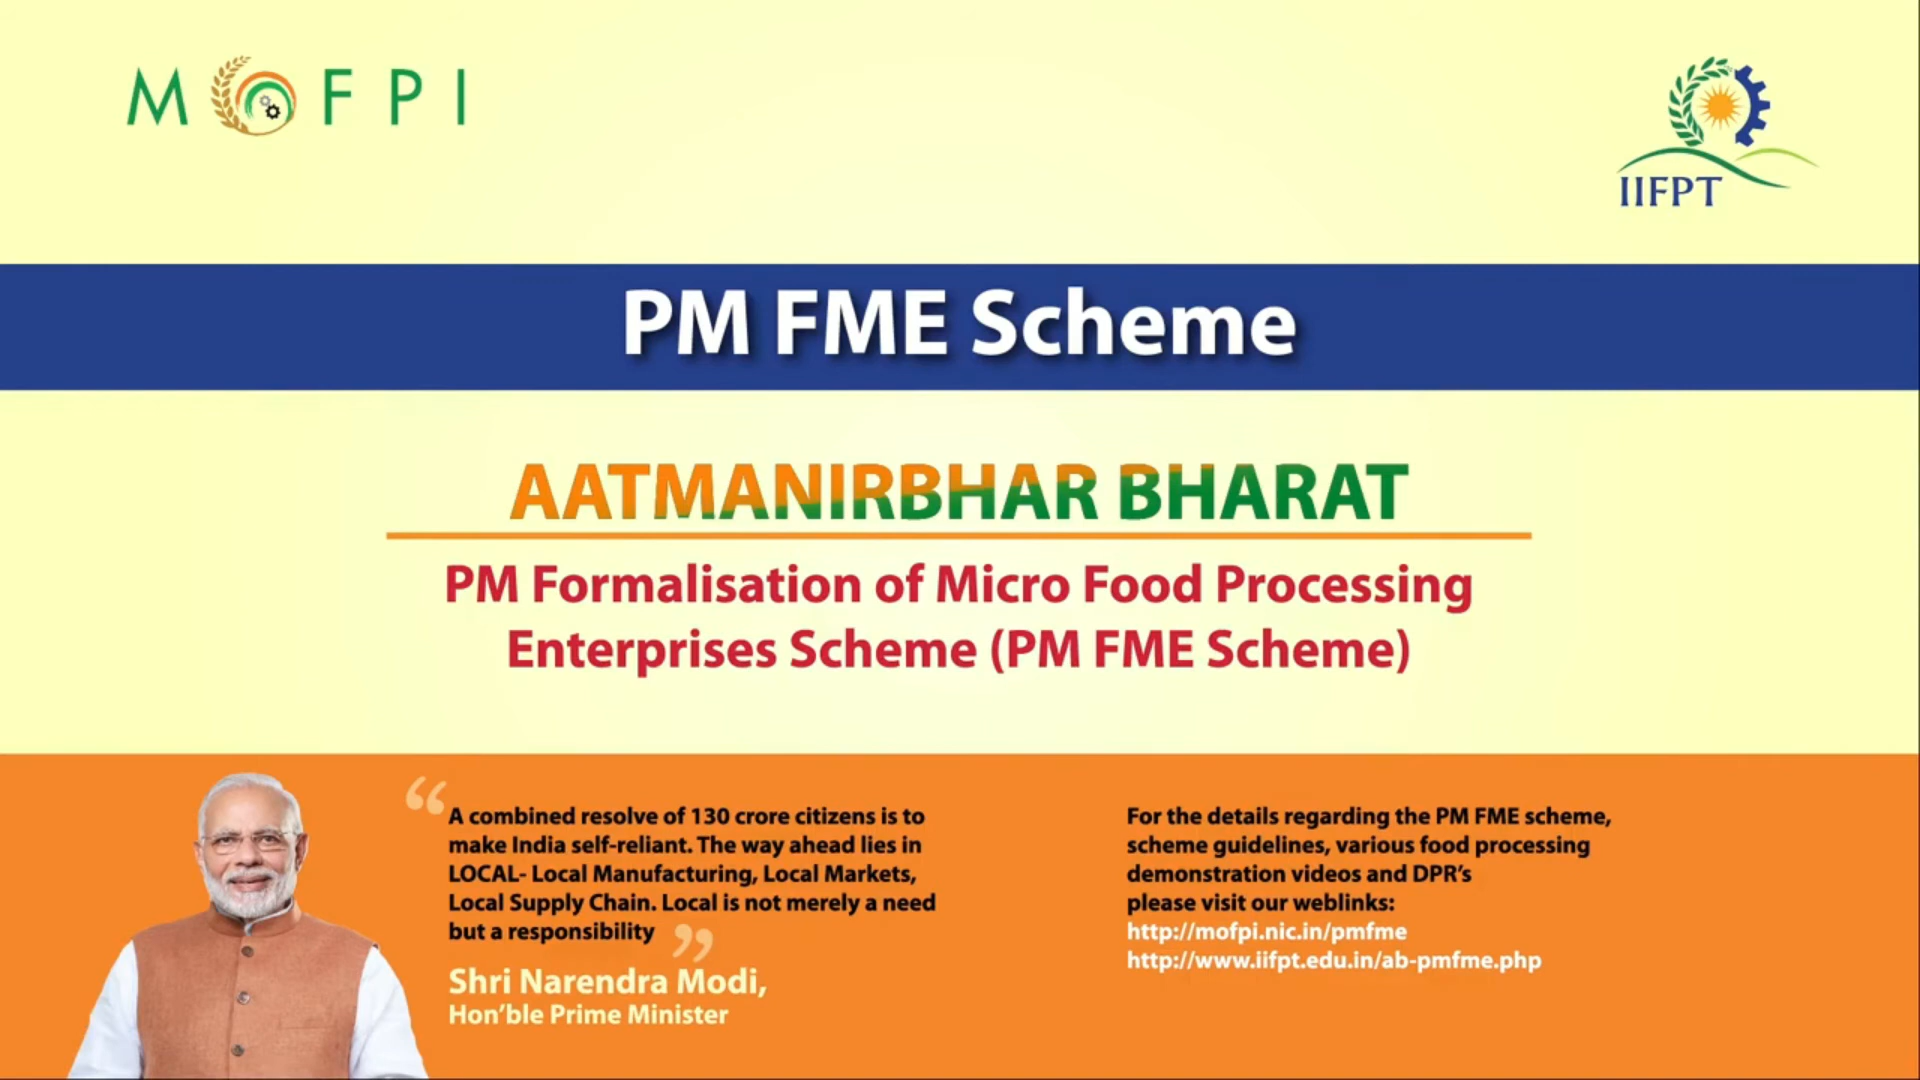 MOFPI
IIFPT
PM FME Scheme
AATMANIRBHAR BHARAT
PM Formalisation of Micro Food Processing
Enterprises Scheme (PM FME Scheme)
“A combined resolve of 130 crore citizens is to
make India self-reliant. The way ahead lies in
LOCAL- Local Manufacturing, Local Markets,
Local Supply Chain. Local is not merely a need
but a responsibility”
Shri Narendra Modi,
Hon’ble Prime Minister
For the details regarding the PM FME scheme,
scheme guidelines, various food processing
demonstration videos and DPR’s
please visit our weblinks:
http://mofpi.nic.in/pmfme
http://www.iifpt.edu.in/ab-pmfme.php